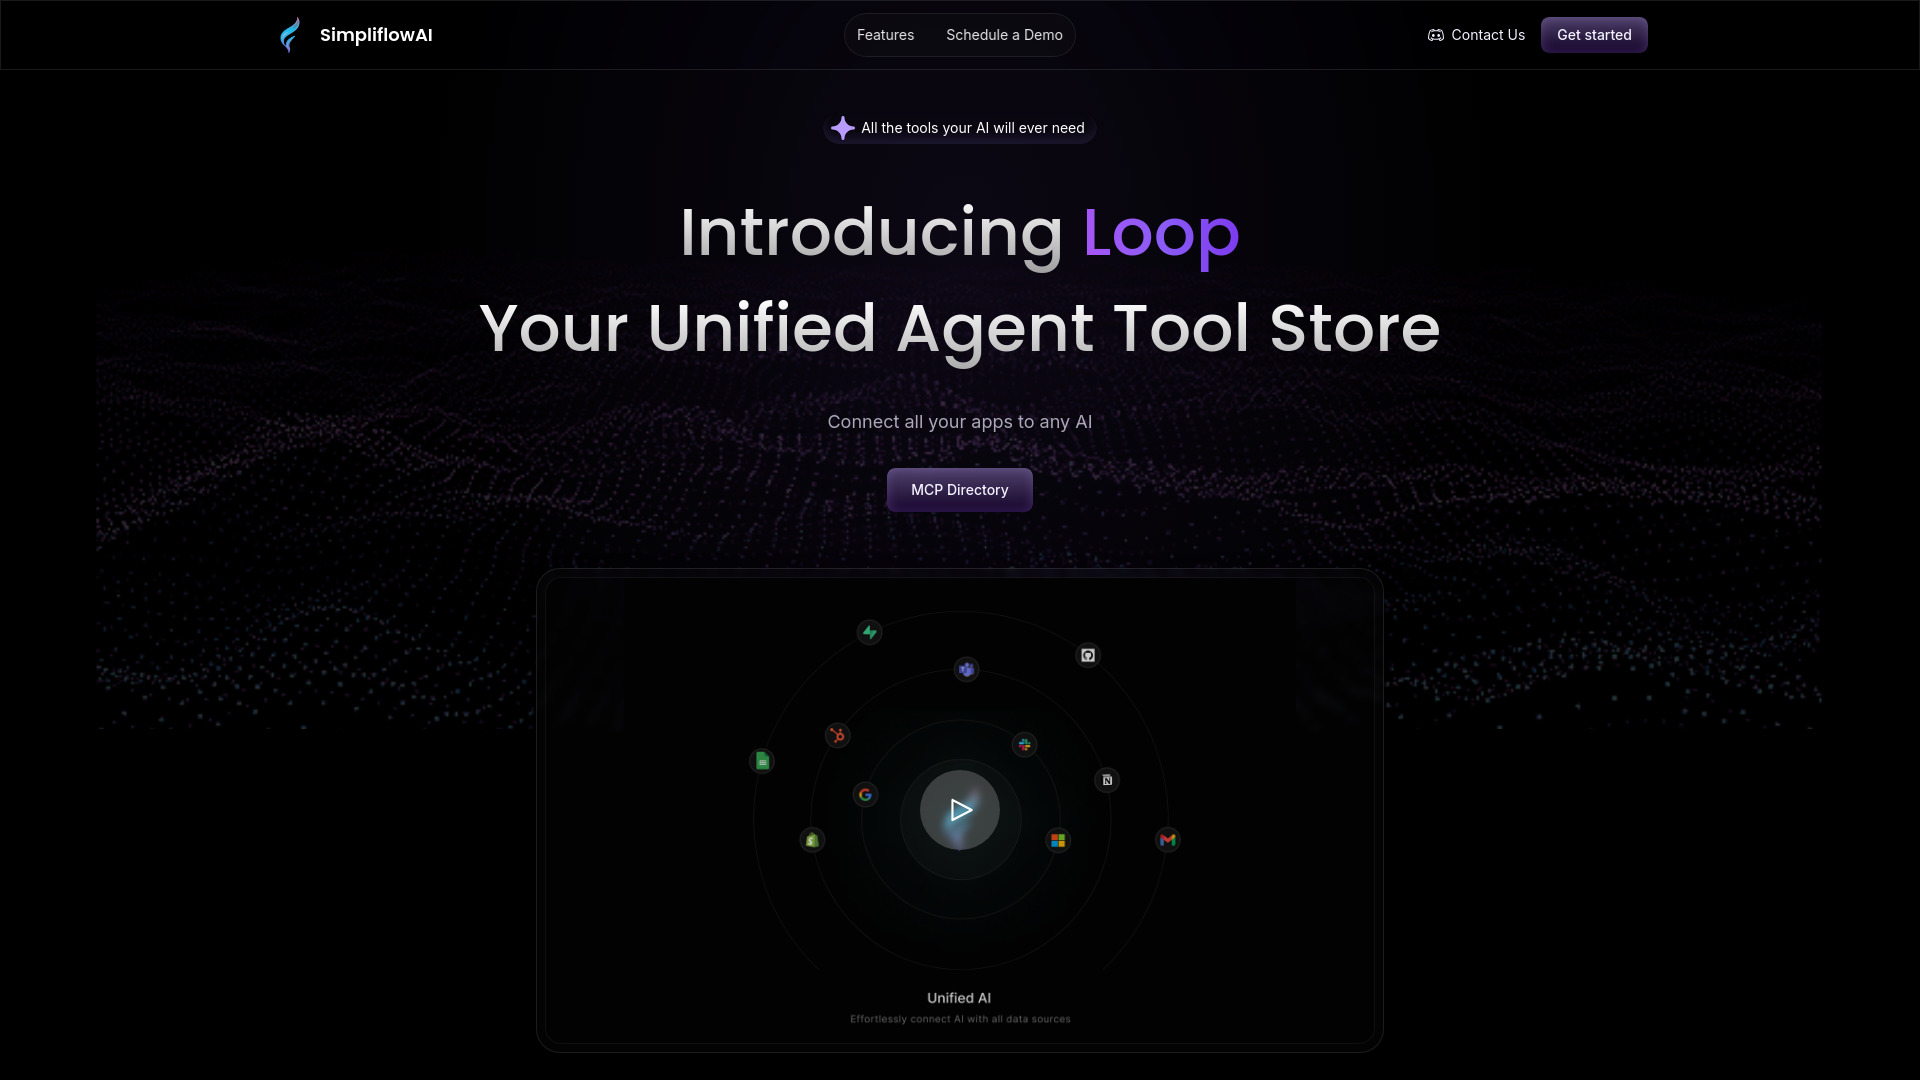 SimpliflowAI
Features
Schedule a Demo
Contact Us
Get started
All the tools your AI will ever need
Introducing Loop
Your Unified Agent Tool Store
Connect all your apps to any AI
MCP Directory
Unified AI
Effortlessly connect AI with all data sources